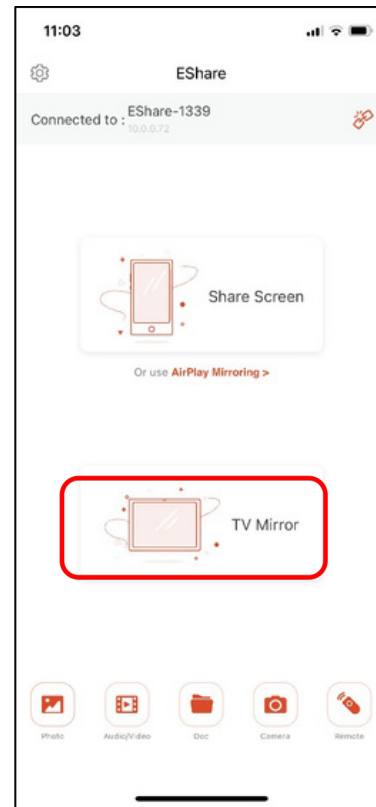 11:03
EShare
Connected to :
EShare-1339
10.0.0.72
Share Screen
Or use AirPlay Mirroring >
TV Mirror
Photo Audio/Video Doc Camera Remote